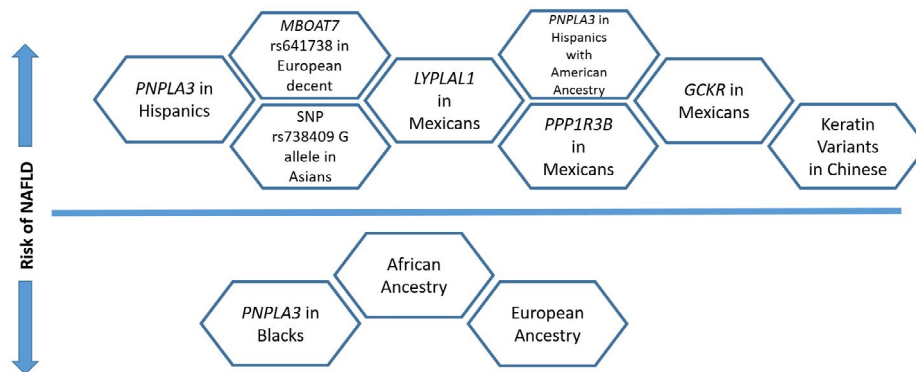 PNPLA3 in
Hispanics
MBOAT7
rs641738 in
European
decent
SNP
rs738409 G
allele in
Asians
LYPLAL1
in
Mexicans
PNPLA3 in
Hispanics
with
American
Ancestry
PPP1R3B
in
Mexicans
GCKR in
Mexicans
Keratin
Variants
in Chinese
Risk of NAFLD
PNPLA3 in
Blacks
African
Ancestry
European
Ancestry